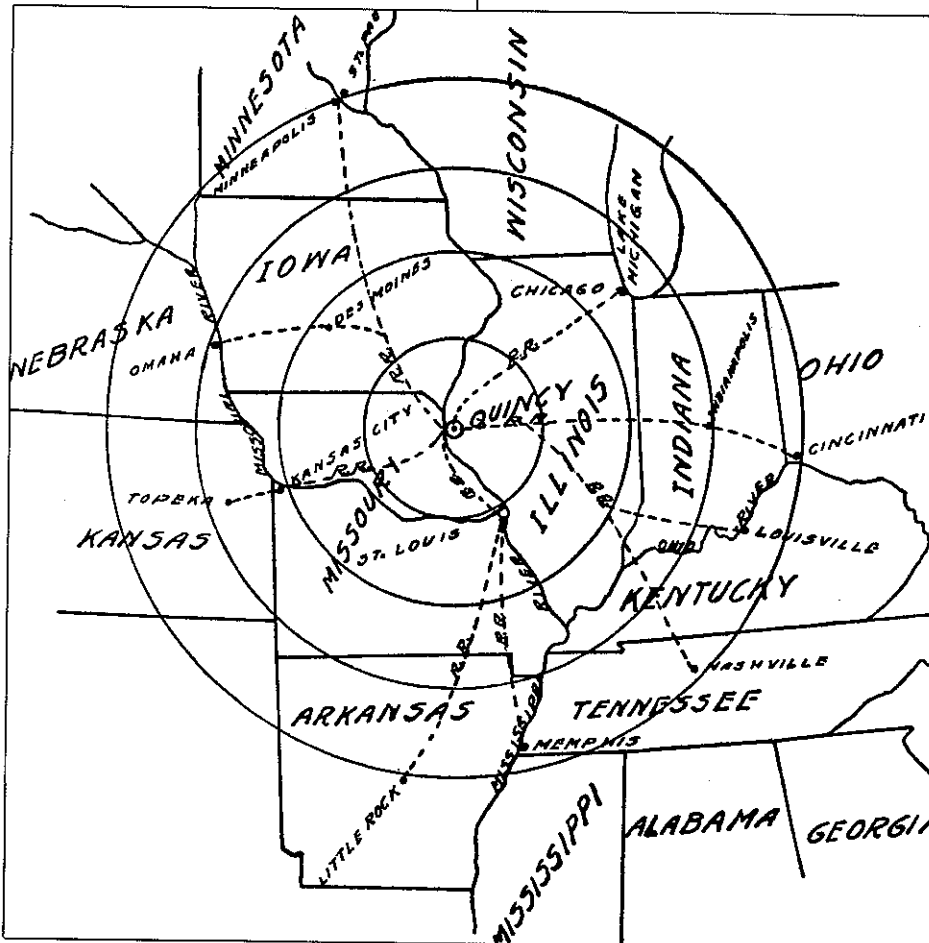 MINNESOTA
ST. PAUL
MINNEAPOLIS
WISCONSIN
LAKE MICHIGAN
IOWA
DES MOINES
CHICAGO
NEBRASKA
RIVER
OMAHA
R.R.
R.R.
INDIANAPOLIS
OHIO
QUINCY
R.R.
ILLINOIS
INDIANA
CINCINNATI
MISSOURI
KANSAS CITY
R.R.
TOPEKA
KANSAS
MISSOURI
R.R.
ST. LOUIS
R.R.
RIVER
LOUISVILLE
OHIO
RIVER
KENTUCKY
R.R.
R.R.
NASHVILLE
ARKANSAS
TENNESSEE
MISSISSIPPI
MEMPHIS
LITTLE ROCK
MISSISSIPPI
ALABAMA
GEORGIA